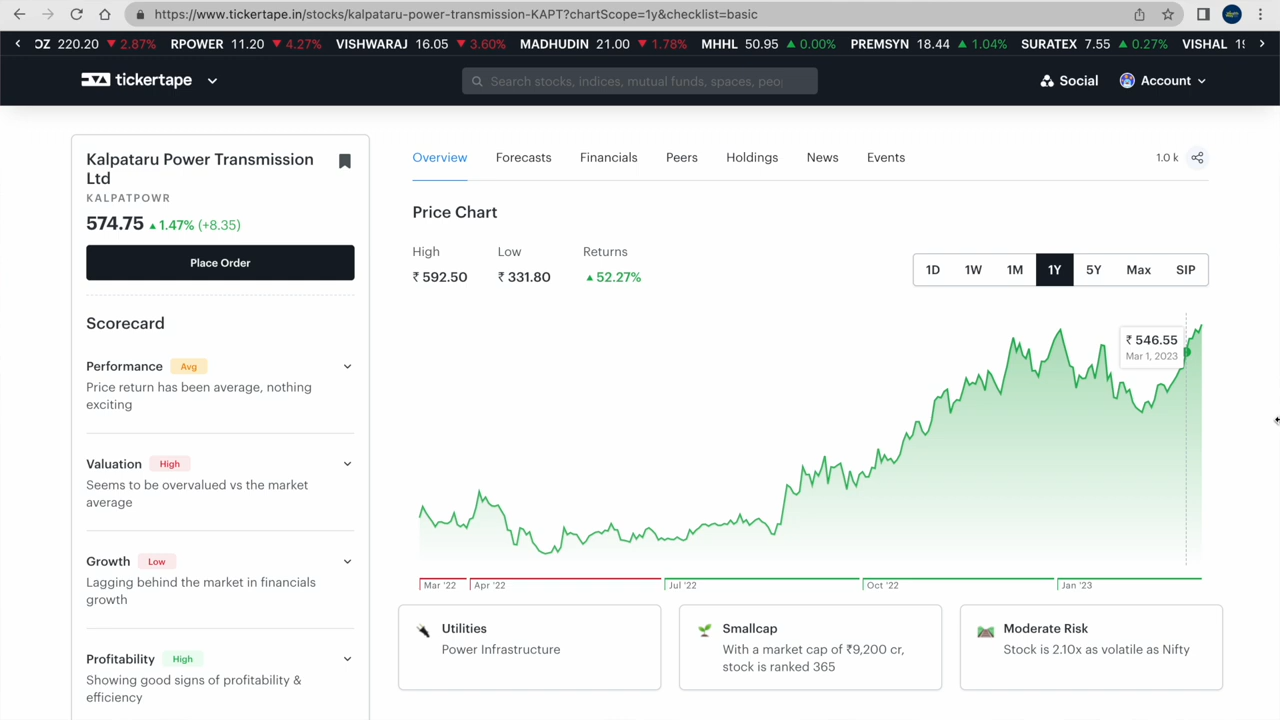 https://www.tickertape.in/stocks/kalpataru-power-transmission-KAPT?chartScope=1y&checklist=basic
OZ 220.20 ▼ 2.87% RPOWER 11.20 ▼ 4.27% VISHWARAJ 16.05 ▼ 3.60% MADHUDIN 21.00 ▼ 1.78% MHHL 50.95 ▲ 0.00% PREMSYN 18.44 ▲ 1.04% SURATEX 7.55 ▲ 0.27% VISHAL
tickertape
Search stocks, indices, mutual funds, spaces, peo
Social
Account
Kalpataru Power Transmission
Ltd
KALPATPOWR
574.75 ▲ 1.47% (+8.35)
Place Order
Scorecard
Performance Avg
Price return has been average, nothing
exciting
Valuation High
Seems to be overvalued vs the market
average
Growth Low
Lagging behind the market in financials
growth
Profitability High
Showing good signs of profitability &
efficiency
Overview Forecasts Financials Peers Holdings News Events
1.0 k
Price Chart
High Low Returns
₹ 592.50 ₹ 331.80 ▲ 52.27%
1D 1W 1M 1Y 5Y Max SIP
₹ 546.55
Mar 1, 2023
Mar '22 Apr '22 Jul '22 Oct '22 Jan '23
Utilities
Power Infrastructure
Smallcap
With a market cap of ₹9,200 cr,
stock is ranked 365
Moderate Risk
Stock is 2.10x as volatile as Nifty